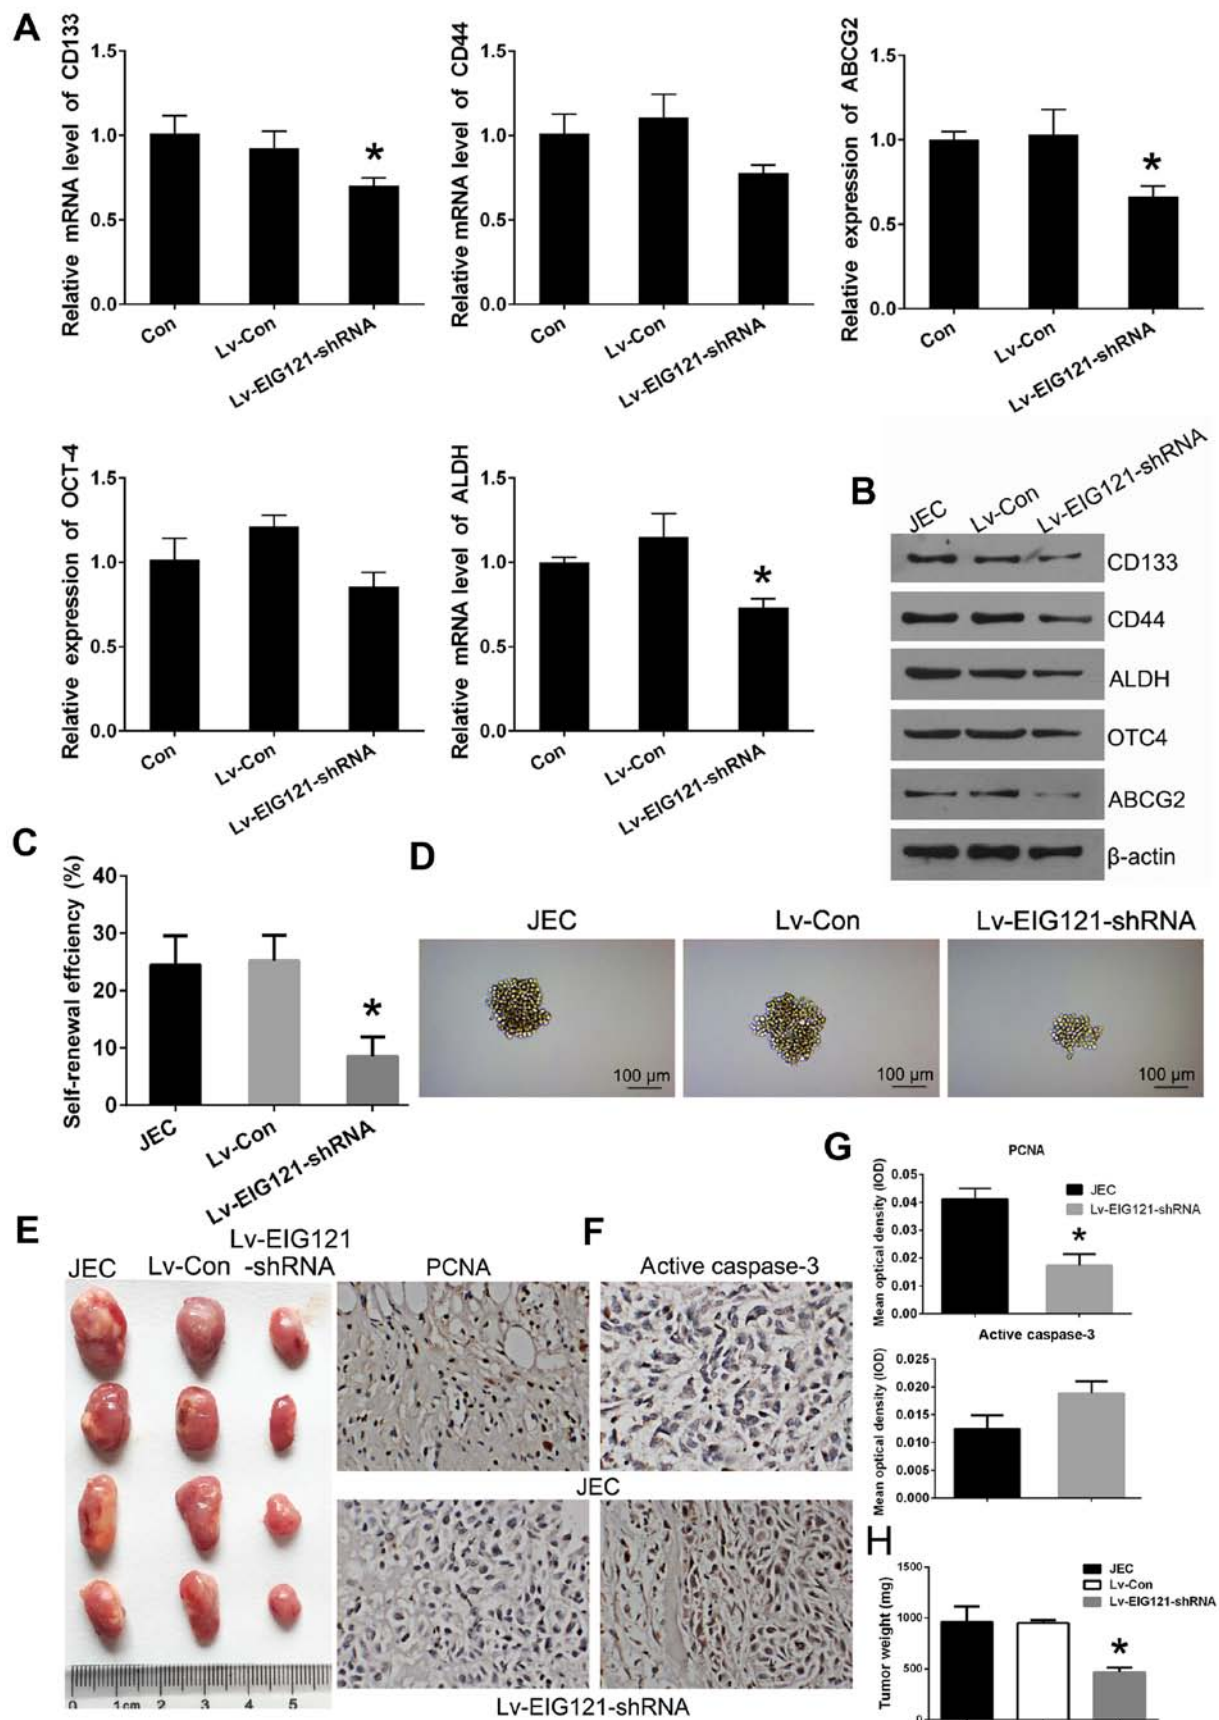 A
Relative mRNA level of CD133
1.5
1.0
0.5
0.0
*
Con
Lv-Con
Lv-EIG121-shRNA
Relative mRNA level of CD44
1.5
1.0
0.5
0.0
Con
Lv-Con
Lv-EIG121-shRNA
Relative expression of ABCG2
1.5
1.0
0.5
0.0
*
Con
Lv-Con
Lv-EIG121-shRNA
Relative expression of OCT-4
1.5
1.0
0.5
0.0
Con
Lv-Con
Lv-EIG121-shRNA
Relative mRNA level of ALDH
1.5
1.0
0.5
0.0
*
Con
Lv-Con
Lv-EIG121-shRNA
B
JEC Lv-Con Lv-EIG121-shRNA
CD133
CD44
ALDH
OTC4
ABCG2
β-actin
C
Self-renewal effciency (%)
40
30
20
10
0
*
JEC
Lv-Con
Lv-EIG121-shRNA
D
JEC Lv-Con Lv-EIG121-shRNA
100 μm 100 μm 100 μm
E
JEC Lv-Con Lv-EIG121
-shRNA
0 1cm 2 3 4 5
F
PCNA Active caspase-3
JEC
Lv-EIG121-shRNA
G
PCNA
Mean optical density (IOD)
0.05
0.04
0.03
0.02
0.01
0.00
*
JEC
Lv-EIG121-shRNA
Active caspase-3
Mean optical density (IOD)
0.025
0.020
0.015
0.010
0.005
0.000
H
Tumor weight (mg)
1500
1000
500
0
*
JEC
Lv-Con
Lv-EIG121-shRNA